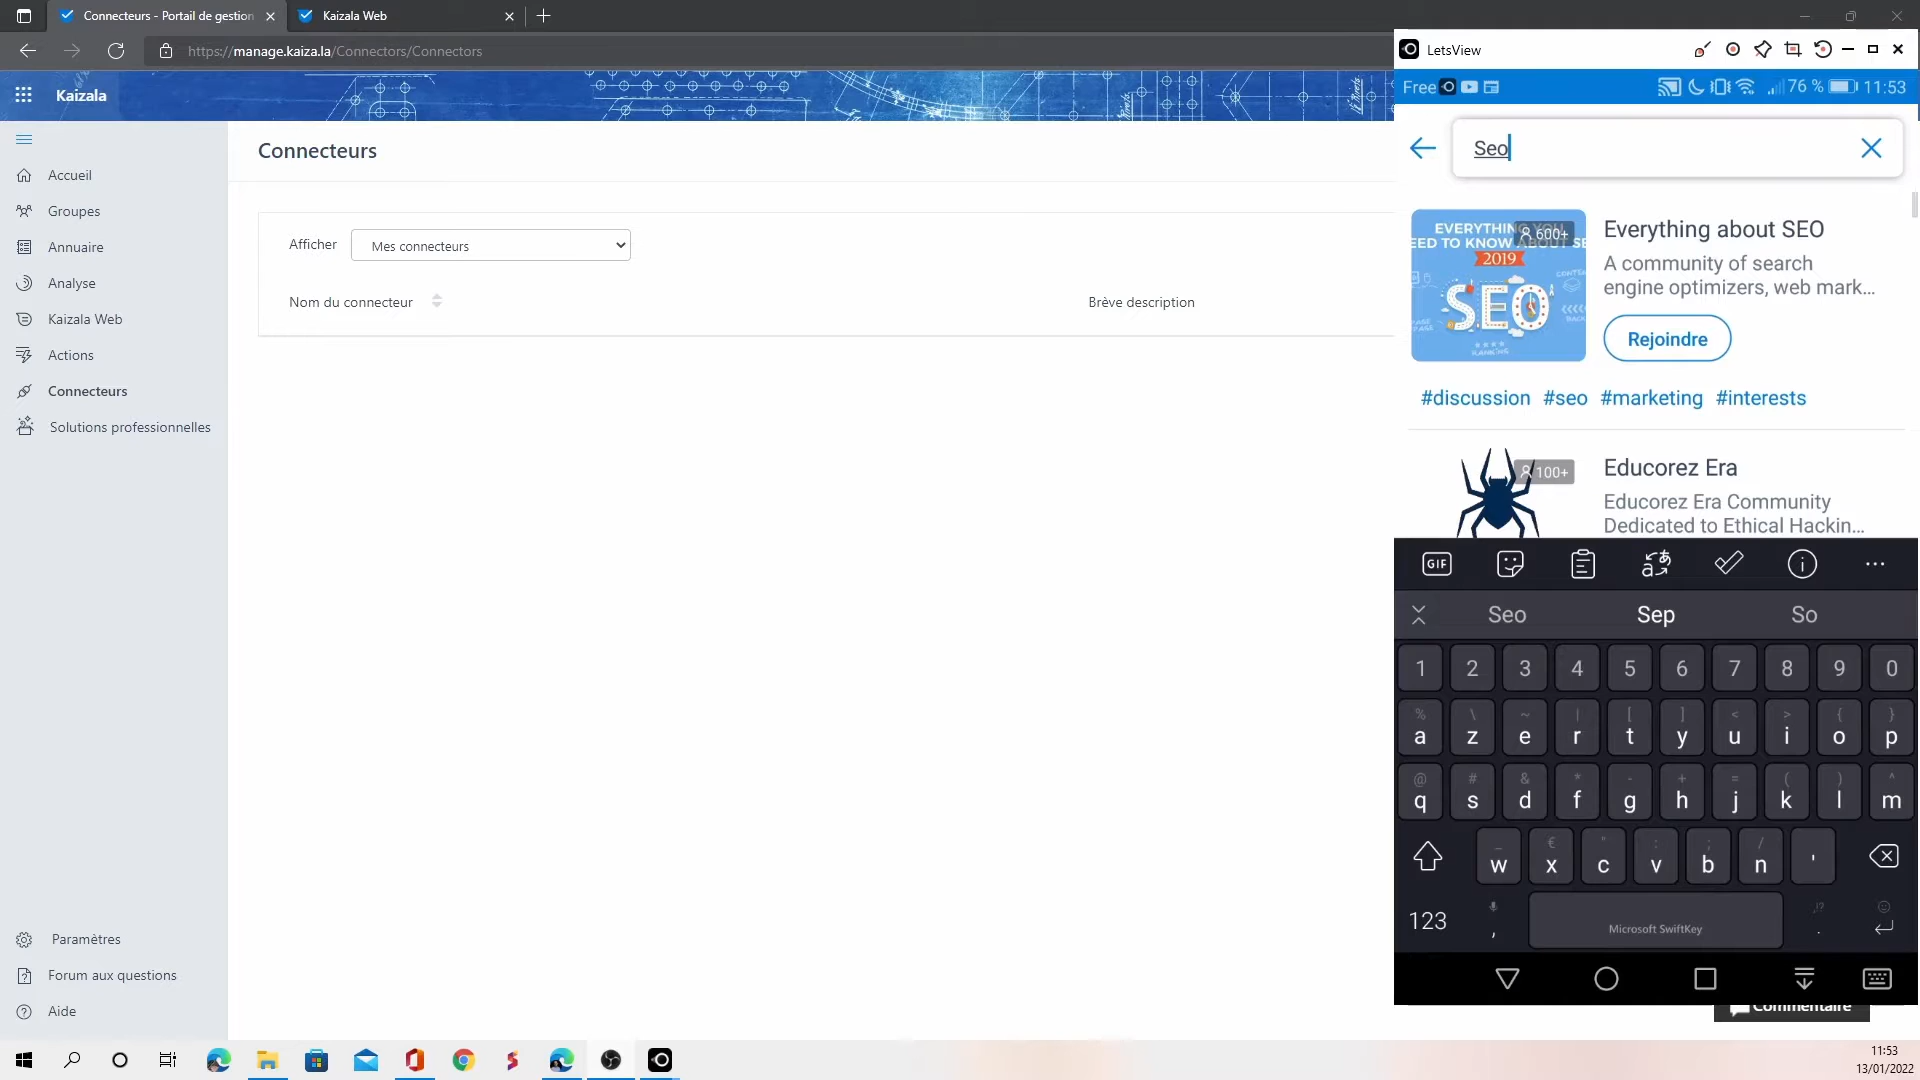 Connecteurs - Portail de gestion
Kaizala Web
https://manage.kaiza.la/Connectors/Connectors
Kaizala
Accueil
Groupes
Annuaire
Analyse
Kaizala Web
Actions
Connecteurs
Solutions professionnelles
Paramètres
Forum aux questions
Aide
Connecteurs
Afficher
Mes connecteurs
Nom du connecteur
Brève description
LetsView
Free
76 %
11:53
Seo
EVERYTHING YOU
600+
2019
SEO
RANKING
Everything about SEO
A community of search
engine optimizers, web mark...
Rejoindre
#discussion #seo #marketing #interests
100+
Educorez Era
Educorez Era Community
Dedicated to Ethical Hackin...
GIF
Seo Sep So
1 2 3 4 5 6 7 8 9 0
% \ ~ | [ ] < > { }
a z e r t y u i o p
@ # & * - + = ( ) ^
q s d f g h j k l m
_ € " : ; /
w x c v b n '
123 , Microsoft SwiftKey .
Commentaire
11:53
13/01/2022